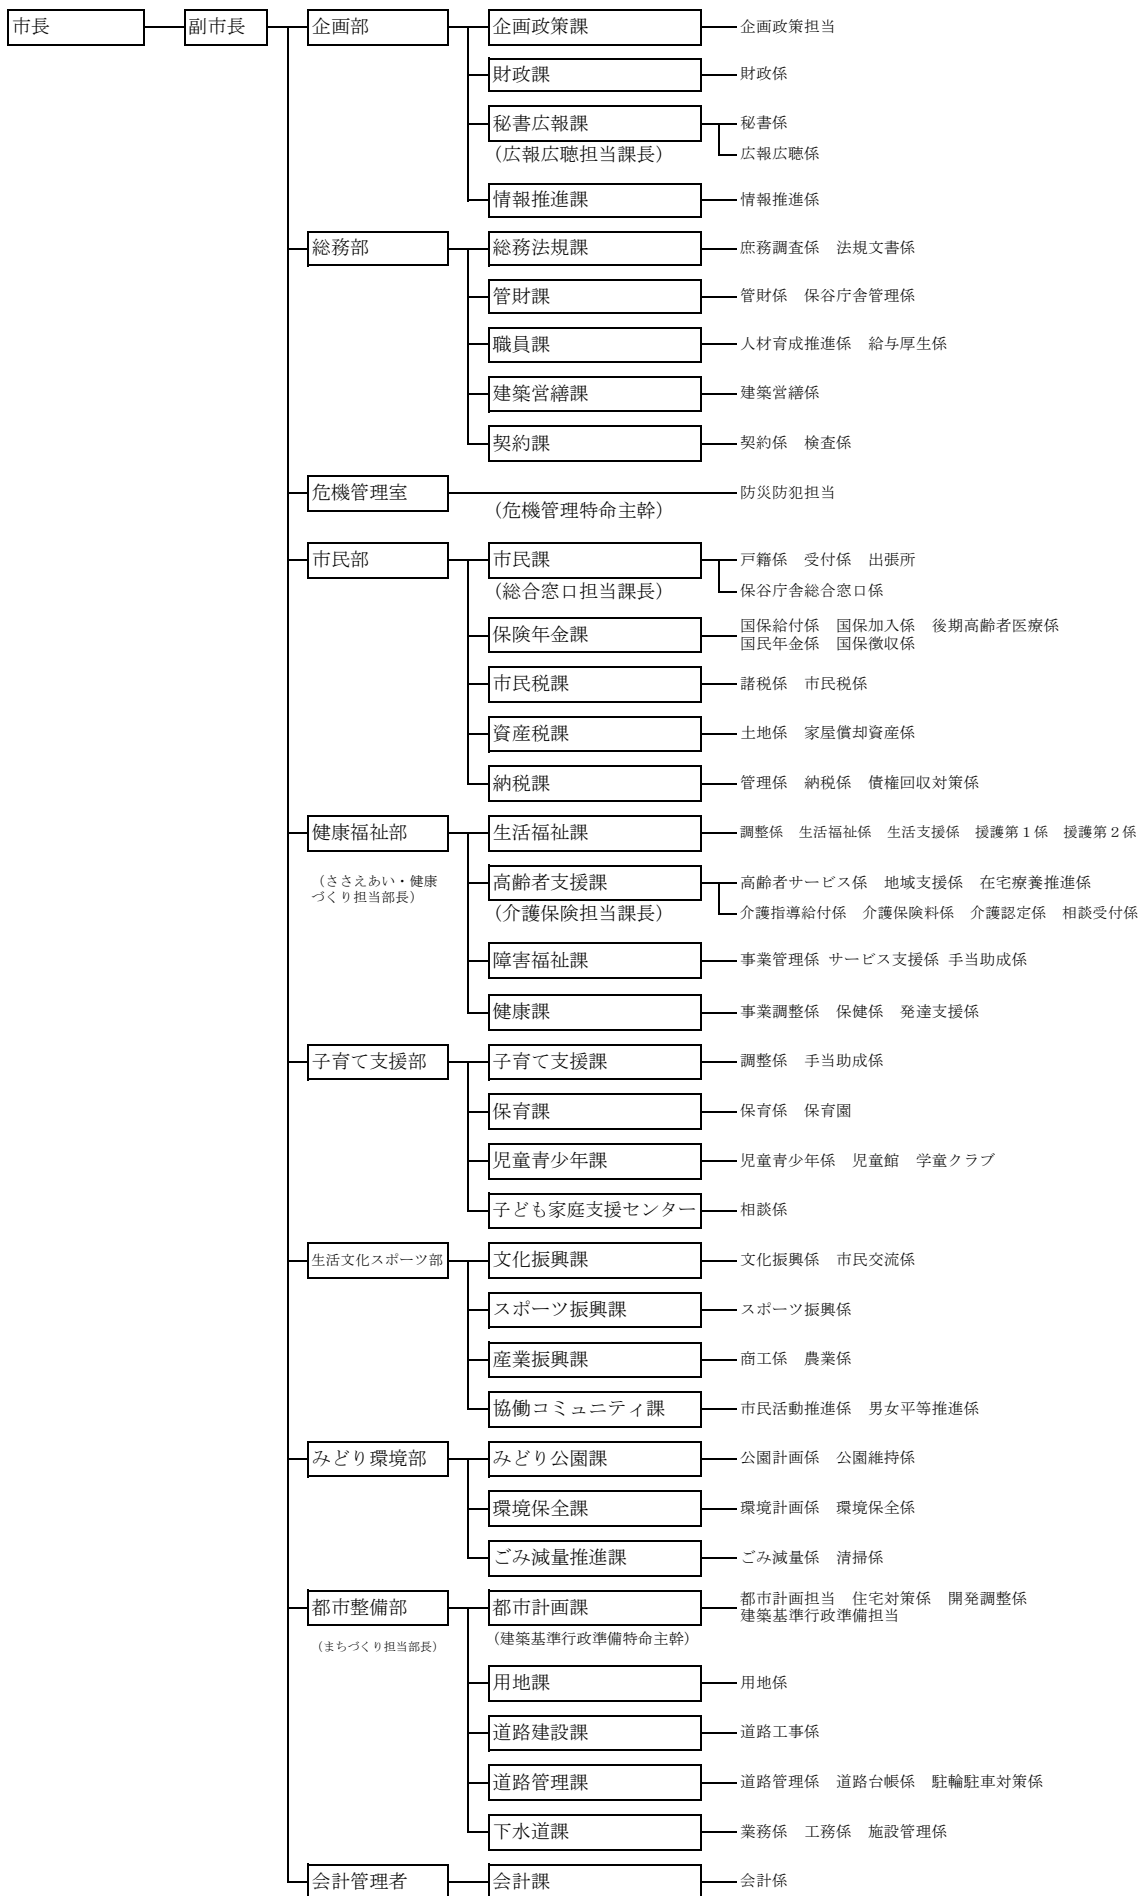 市長 副市長 企画部 企画政策課 企画政策担当
財政課 財政係
秘書広報課 秘書係
(広報広聴担当課長) 広報広聴係
情報推進課 情報推進係
総務部 総務法規課 庶務調査係 法規文書係
管財課 管財係 保谷庁舎管理係
職員課 人材育成推進係 給与厚生係
建築営繕課 建築営繕係
契約課 契約係 検査係
危機管理室 防災防犯担当
(危機管理特命主幹)
市民部 市民課 戸籍係 受付係 出張所
(総合窓口担当課長) 保谷庁舎総合窓口係
保険年金課 国保給付係 国保加入係 後期高齢者医療係
国民年金係 国保徴収係
市民税課 諸税係 市民税係
資産税課 土地係 家屋償却資産係
納税課 管理係 納税係 債権回収対策係
健康福祉部 生活福祉課 調整係 生活福祉係 生活支援係 援護第1係 援護第2係
(ささえあい・健康
づくり担当部長)
高齢者支援課 高齢者サービス係 地域支援係 在宅療養推進係
(介護保険担当課長) 介護指導給付係 介護保険料係 介護認定係 相談受付係
障害福祉課 事業管理係 サービス支援係 手当助成係
健康課 事業調整係 保健係 発達支援係
子育て支援部 子育て支援課 調整係 手当助成係
保育課 保育係 保育園
児童青少年課 児童青少年係 児童館 学童クラブ
子ども家庭支援センター 相談係
生活文化スポーツ部 文化振興課 文化振興係 市民交流係
スポーツ振興課 スポーツ振興係
産業振興課 商工係 農業係
協働コミュニティ課 市民活動推進係 男女平等推進係
みどり環境部 みどり公園課 公園計画係 公園維持係
環境保全課 環境計画係 環境保全係
ごみ減量推進課 ごみ減量係 清掃係
都市整備部 都市計画課 都市計画担当 住宅対策係 開発調整係
建築基準行政準備担当
(まちづくり担当部長) (建築基準行政準備特命主幹)
用地課 用地係
道路建設課 道路工事係
道路管理課 道路管理係 道路台帳係 駐輪駐車対策係
下水道課 業務係 工務係 施設管理係
会計管理者 会計課 会計係